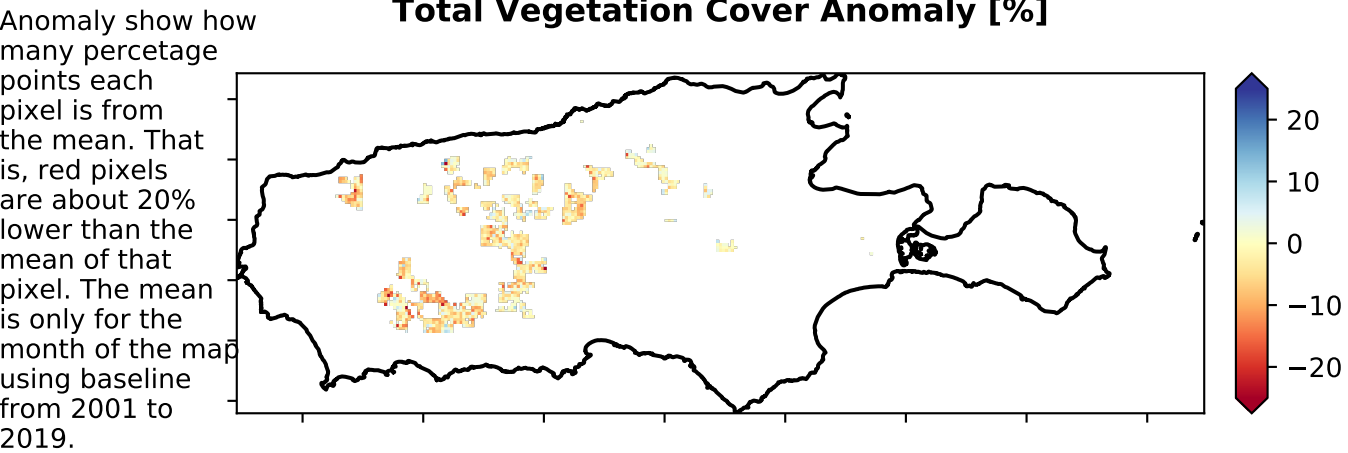 Total Vegetation Cover Anomaly [%]
Anomaly show how
many percetage
points each
pixel is from
the mean. That
is, red pixels
are about 20%
lower than the
mean of that
pixel. The mean
is only for the
month of the map
using baseline
from 2001 to
2019.
20
10
0
−10
−20